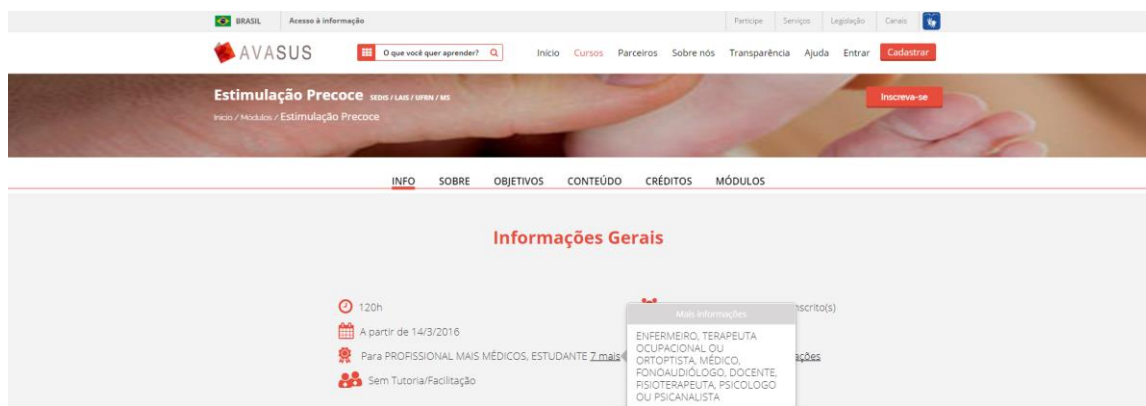 BRASIL Acesso à informação Participe Serviços Legislação Canais
AVASUS O que você quer aprender? Início Cursos Parceiros Sobre nós Transparência Ajuda Entrar Cadastrar
Estimulação Precoce SEDIS / LAIS / UFRN / MS Inscreva-se
Início / Módulos / Estimulação Precoce
INFO SOBRE OBJETIVOS CONTEÚDO CRÉDITOS MÓDULOS
Informações Gerais
120h nscrito(s)
Mais Informações
A partir de 14/3/2016
Para PROFISSIONAL MAIS MÉDICOS, ESTUDANTE 7 mais ações
Sem Tutoria/Facilitação
ENFERMEIRO, TERAPEUTA
OCUPACIONAL OU
ORTOPTISTA, MÉDICO,
FONOAUDIÓLOGO, DOCENTE,
FISIOTERAPEUTA, PSICOLOGO
OU PSICANALISTA